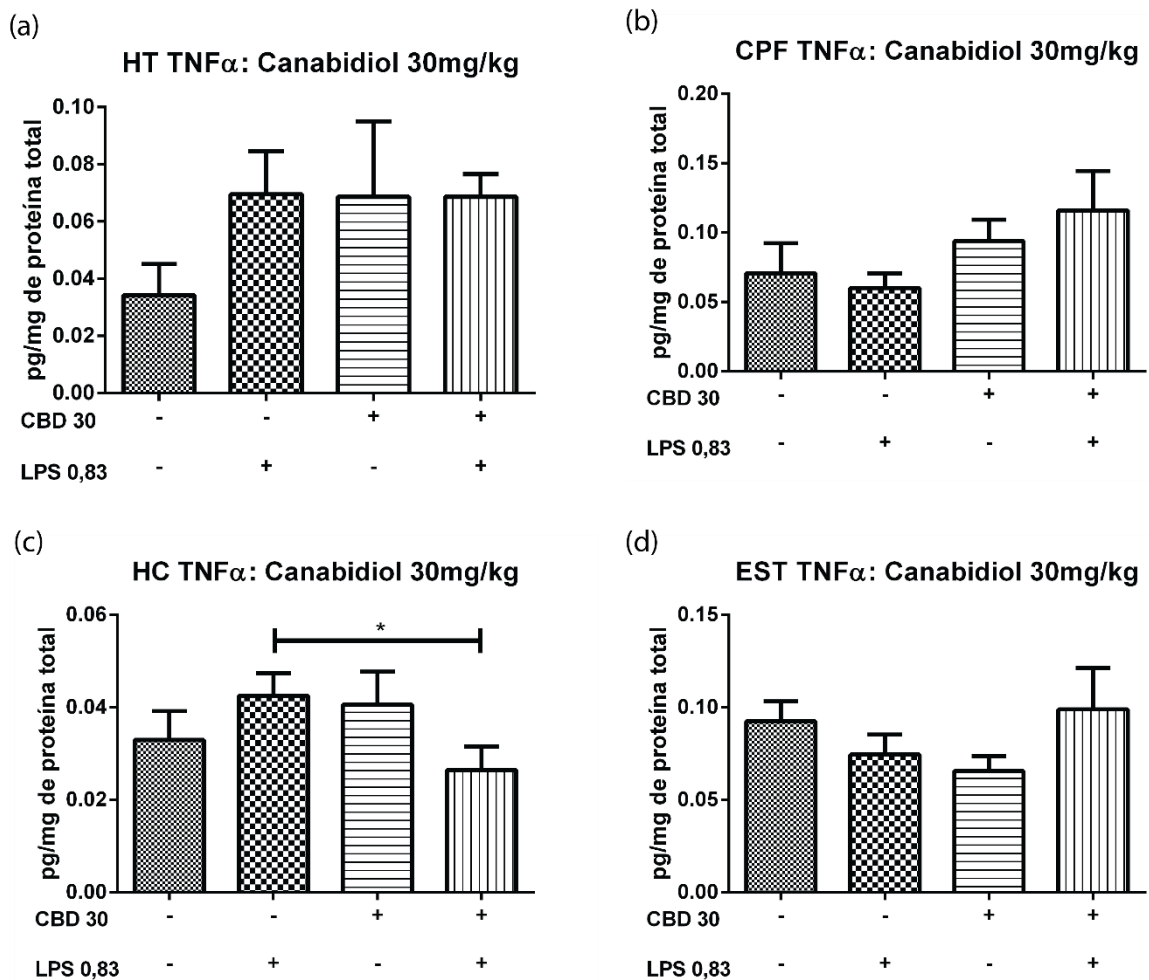 (a)
HT TNFα: Canabidiol 30mg/kg
pg/mg de proteína total
0.10
0.08
0.06
0.04
0.02
0.00
CBD 30 - - + +
LPS 0,83 - + - +
(b)
CPF TNFα: Canabidiol 30mg/kg
pg/mg de proteína total
0.20
0.15
0.10
0.05
0.00
CBD 30 - - + +
LPS 0,83 - + - +
(c)
HC TNFα: Canabidiol 30mg/kg
pg/mg de proteína total
0.06
0.04
0.02
0.00
*
CBD 30 - - + +
LPS 0,83 - + - +
(d)
EST TNFα: Canabidiol 30mg/kg
pg/mg de proteína total
0.15
0.10
0.05
0.00
CBD 30 - - + +
LPS 0,83 - + - +